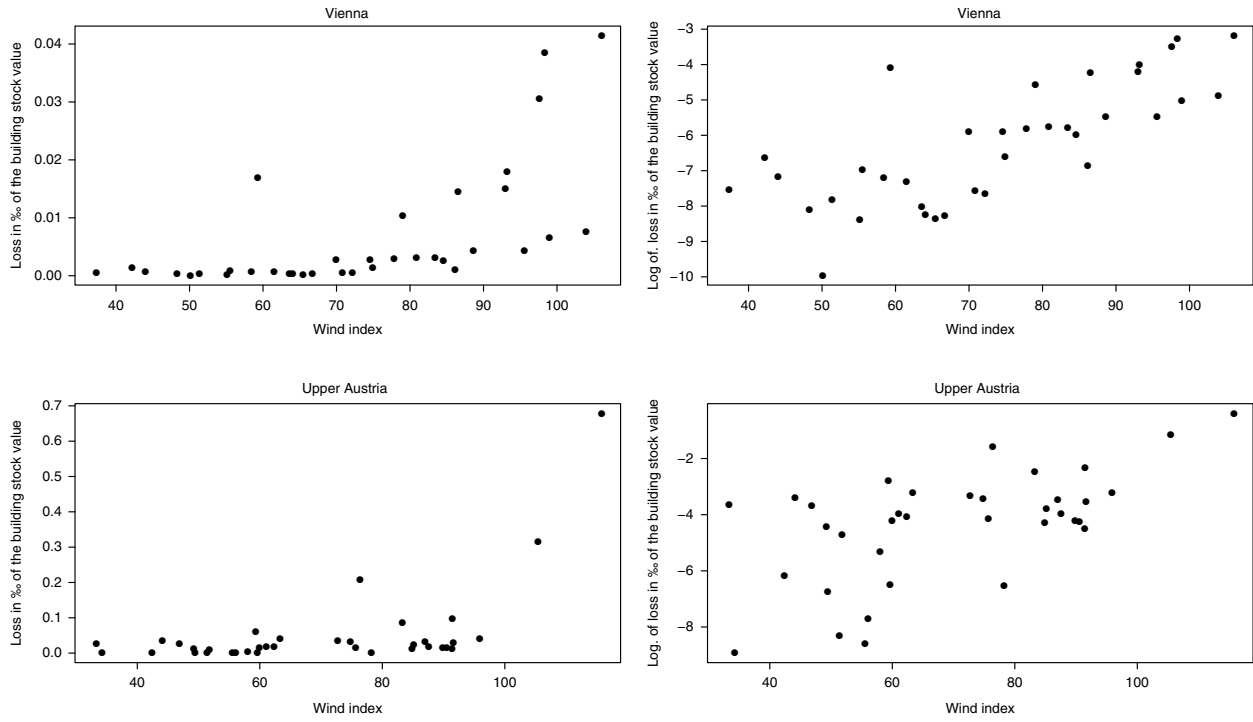 Vienna
Loss in ‰ of the building stock value
0.04
0.03
0.02
0.01
0.00
40 50 60 70 80 90 100
Wind index
Vienna
Log of. loss in ‰ of the building stock value
−3
−4
−5
−6
−7
−8
−9
−10
40 50 60 70 80 90 100
Wind index
Upper Austria
Loss in ‰ of the building stock value
0.7
0.6
0.5
0.4
0.3
0.2
0.1
0.0
40 60 80 100
Wind index
Upper Austria
Log. of loss in ‰ of the building stock value
−2
−4
−6
−8
40 60 80 100
Wind index